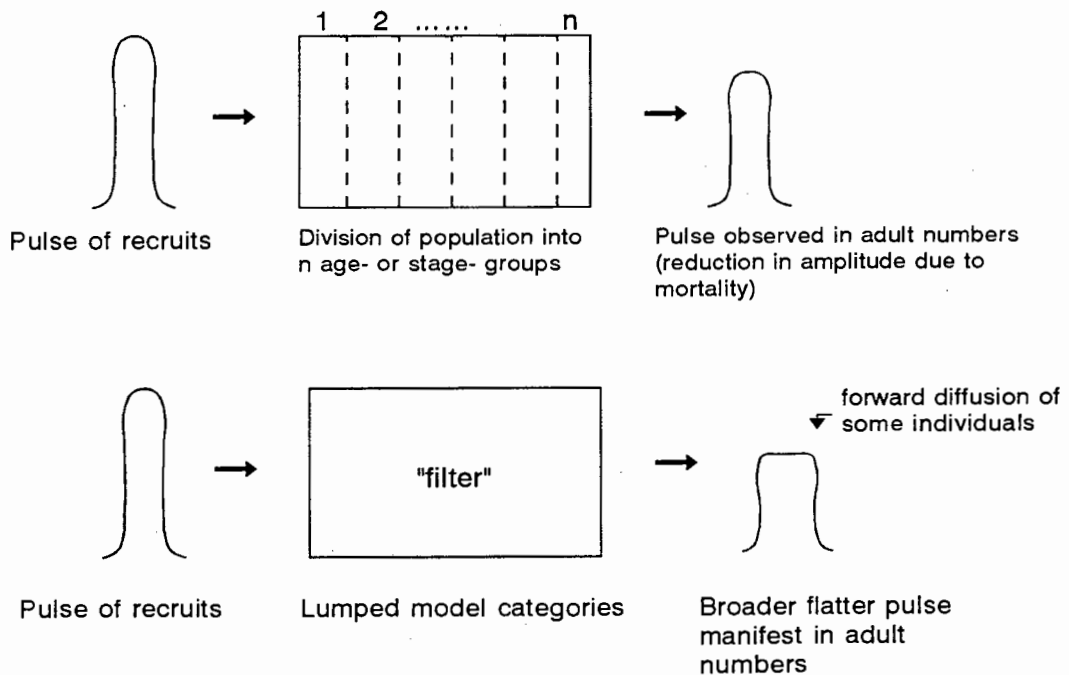 1 2 ...... n
Pulse of recruits
Division of population into
n age- or stage- groups
Pulse observed in adult numbers
(reduction in amplitude due to
mortality)
forward diffusion of
some individuals
"filter"
Pulse of recruits
Lumped model categories
Broader flatter pulse
manifest in adult
numbers